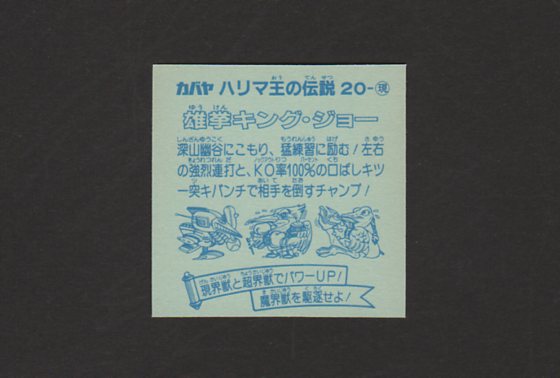 カバヤ ハリマ王の伝説 20-現
雄拳キング・ジョー
深山幽谷にこもり、猛練習に励む!左右
の強烈連打と、KO率100%の口ばしキツ
ー突キパンチで相手を倒すチャンプ!
現界獣と超界獣でパワーUP!
魔界獣を駆逐せよ!